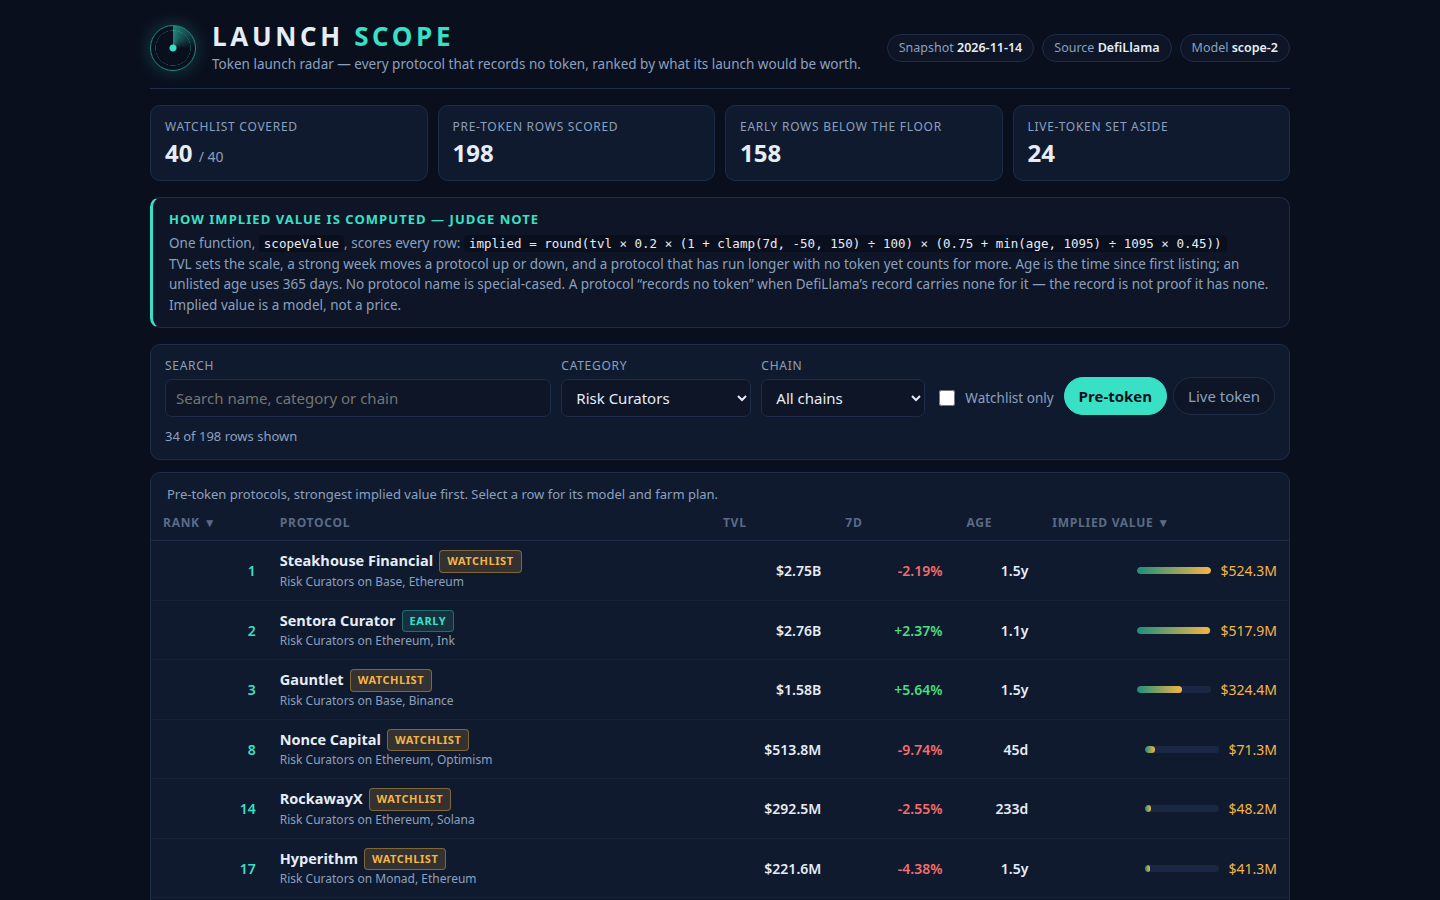 LAUNCH SCOPE
Token launch radar — every protocol that records no token, ranked by what its launch would be worth.
Snapshot 2026-11-14
Source DefiLlama
Model scope-2
WATCHLIST COVERED
40 / 40
PRE-TOKEN ROWS SCORED
198
EARLY ROWS BELOW THE FLOOR
158
LIVE-TOKEN SET ASIDE
24
HOW IMPLIED VALUE IS COMPUTED — JUDGE NOTE
One function, scopeValue, scores every row: implied = round(tvl × 0.2 × (1 + clamp(7d, -50, 150) ÷ 100) × (0.75 + min(age, 1095) ÷ 1095 × 0.45))
TVL sets the scale, a strong week moves a protocol up or down, and a protocol that has run longer with no token yet counts for more. Age is the time since first listing; an
unlisted age uses 365 days. No protocol name is special-cased. A protocol “records no token” when DefiLlama’s record carries none for it — the record is not proof it has none.
Implied value is a model, not a price.
SEARCH
CATEGORY
CHAIN
Search name, category or chain
Risk Curators
All chains
Watchlist only
Pre-token
Live token
34 of 198 rows shown
Pre-token protocols, strongest implied value first. Select a row for its model and farm plan.
RANK ▼ PROTOCOL TVL 7D AGE IMPLIED VALUE ▼
1 Steakhouse Financial WATCHLIST $2.75B -2.19% 1.5y $524.3M
Risk Curators on Base, Ethereum
2 Sentora Curator EARLY $2.76B +2.37% 1.1y $517.9M
Risk Curators on Ethereum, Ink
3 Gauntlet WATCHLIST $1.58B +5.64% 1.5y $324.4M
Risk Curators on Base, Binance
8 Nonce Capital WATCHLIST $513.8M -9.74% 45d $71.3M
Risk Curators on Ethereum, Optimism
14 RockawayX WATCHLIST $292.5M -2.55% 233d $48.2M
Risk Curators on Ethereum, Solana
17 Hyperithm WATCHLIST $221.6M -4.38% 1.5y $41.3M
Risk Curators on Monad, Ethereum